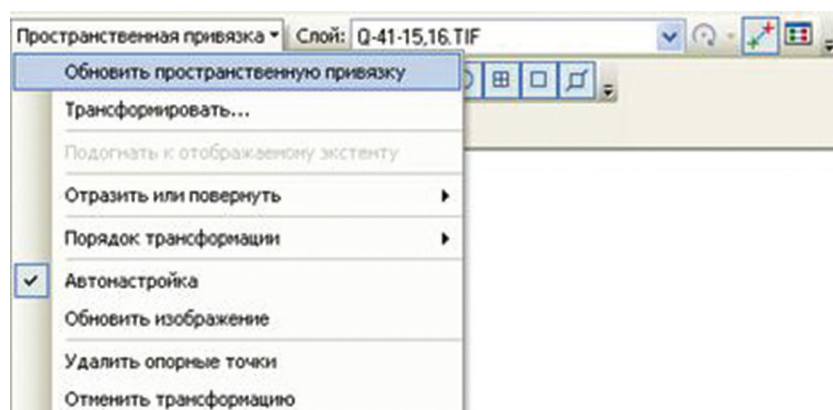 Пространственная привязка Слой: Q-41-15,16.TIF
Обновить пространственную привязку
Трансформировать...
Подогнать к отображаемому экстенту
Отразить или повернуть
Порядок трансформации
Автонастройка
Обновить изображение
Удалить опорные точки
Отменить трансформацию